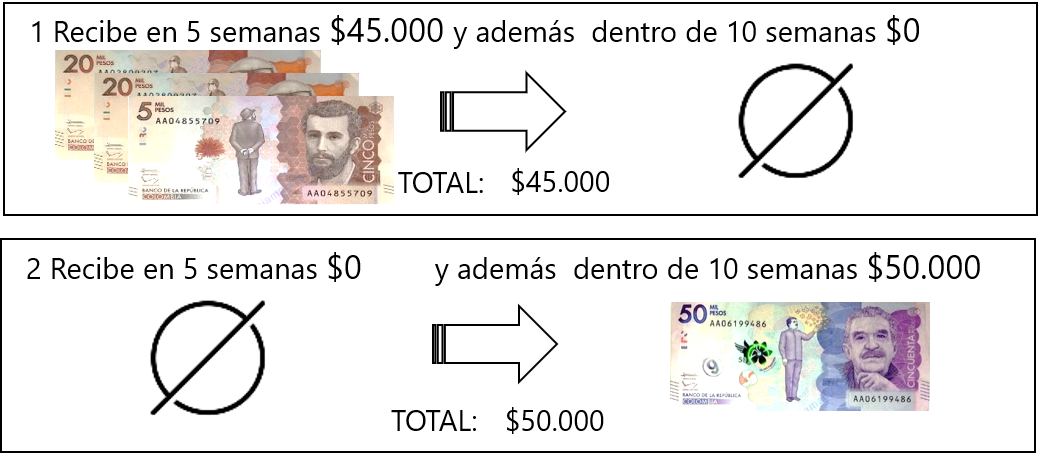 1 Recibe en 5 semanas $45.000 y además dentro de 10 semanas $0
20 MIL PESOS
20 MIL PESOS
5 MIL PESOS
AA04855709
CINCO
BANCO DE LA REPÚBLICA
COLOMBIA
AA04855709
TOTAL: $45.000
2 Recibe en 5 semanas $0 y además dentro de 10 semanas $50.000
50 MIL PESOS
AA06199486
CINCUENTA
BANCO DE LA REPÚBLICA
COLOMBIA
AA06199486
TOTAL: $50.000